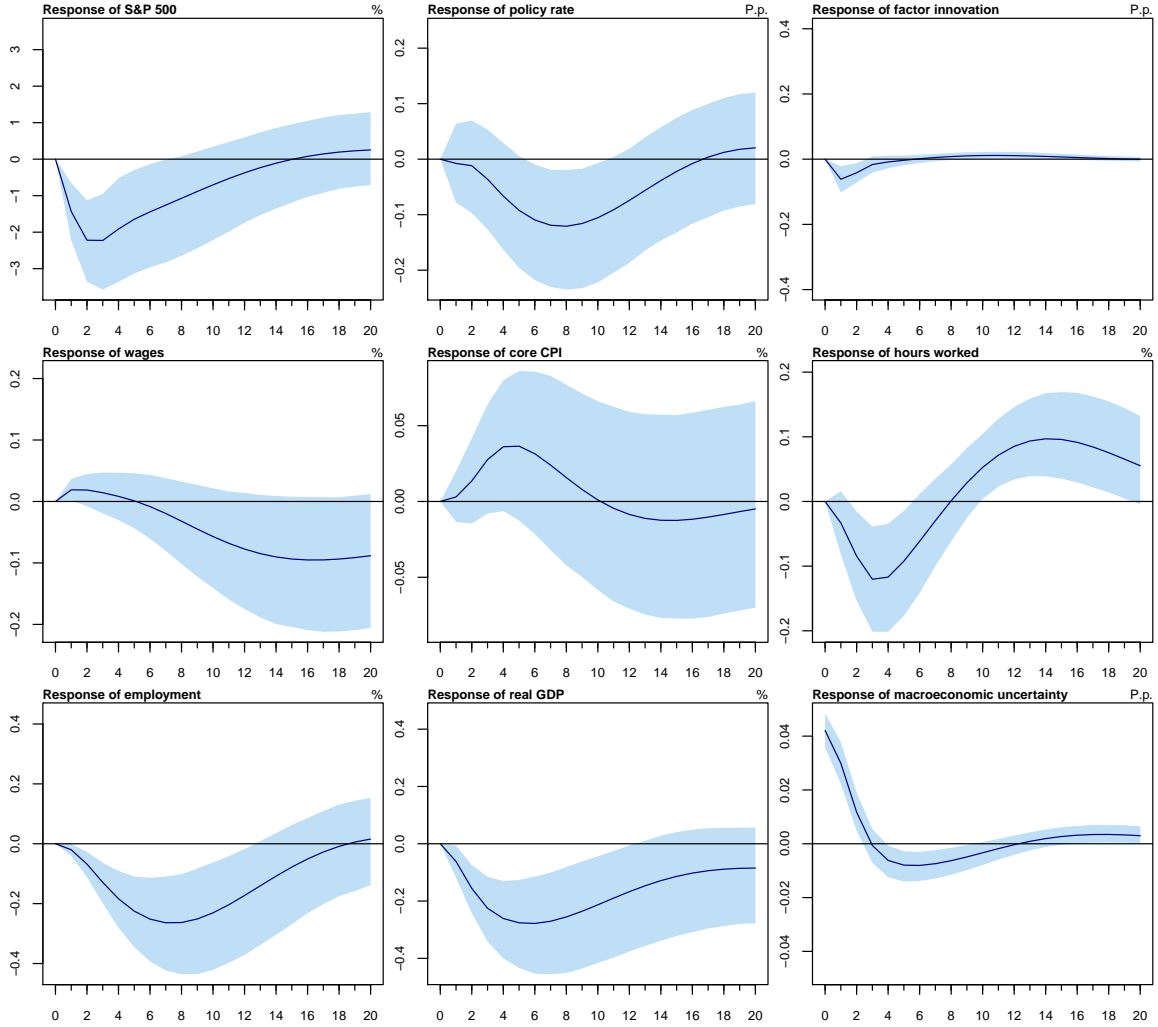 Response of S&P 500 %
3
2
1
0
−1
−2
−3
0 2 4 6 8 10 12 14 16 18 20
Response of policy rate P.p.
0.2
0.1
0.0
−0.1
−0.2
0 2 4 6 8 10 12 14 16 18 20
Response of factor innovation P.p.
0.4
0.2
0.0
−0.2
−0.4
0 2 4 6 8 10 12 14 16 18 20
Response of wages %
0.2
0.1
0.0
−0.1
−0.2
0 2 4 6 8 10 12 14 16 18 20
Response of core CPI %
0.05
0.00
−0.05
0 2 4 6 8 10 12 14 16 18 20
Response of hours worked %
0.2
0.1
0.0
−0.1
−0.2
0 2 4 6 8 10 12 14 16 18 20
Response of employment %
0.4
0.2
0.0
−0.2
−0.4
0 2 4 6 8 10 12 14 16 18 20
Response of real GDP %
0.4
0.2
0.0
−0.2
−0.4
0 2 4 6 8 10 12 14 16 18 20
Response of macroeconomic uncertainty P.p.
0.04
0.02
0.00
−0.02
−0.04
0 2 4 6 8 10 12 14 16 18 20